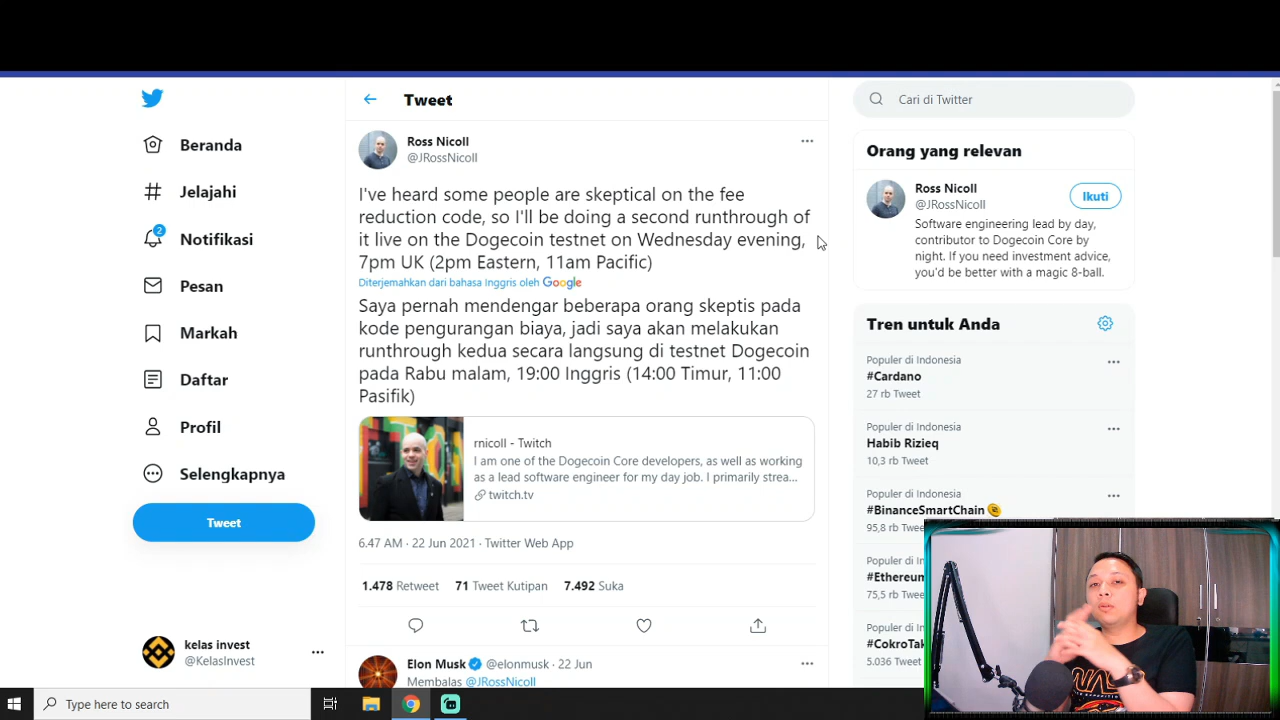 Tweet
Cari di Twitter
Beranda
Jelajahi
2
Notifikasi
Pesan
Markah
Daftar
Profil
Selengkapnya
Tweet
kelas invest
@KelasInvest
Ross Nicoll
@JRossNicoll
I've heard some people are skeptical on the fee
reduction code, so I'll be doing a second runthrough of
it live on the Dogecoin testnet on Wednesday evening,
7pm UK (2pm Eastern, 11am Pacific)
Diterjemahkan dari bahasa Inggris oleh Google
Saya pernah mendengar beberapa orang skeptis pada
kode pengurangan biaya, jadi saya akan melakukan
runthrough kedua secara langsung di testnet Dogecoin
pada Rabu malam, 19:00 Inggris (14:00 Timur, 11:00
Pasifik)
rnicoll - Twitch
I am one of the Dogecoin Core developers, as well as working
as a lead software engineer for my day job. I primarily strea...
twitch.tv
6.47 AM · 22 Jun 2021 · Twitter Web App
1.478 Retweet 71 Tweet Kutipan 7.492 Suka
Elon Musk @elonmusk · 22 Jun
Membalas @JRossNicoll
Orang yang relevan
Ross Nicoll
@JRossNicoll
Ikuti
Software engineering lead by day,
contributor to Dogecoin Core by
night. If you need investment advice,
you'd be better with a magic 8-ball.
Tren untuk Anda
Populer di Indonesia
#Cardano
27 rb Tweet
Populer di Indonesia
Habib Rizieq
10,3 rb Tweet
Populer di Indonesia
#BinanceSmartChain
95,8 rb Twee
Populer di Indo
#Ethereum
75,5 rb Twee
Populer di Indo
#CokroTak
5.036 Twee
Type here to search